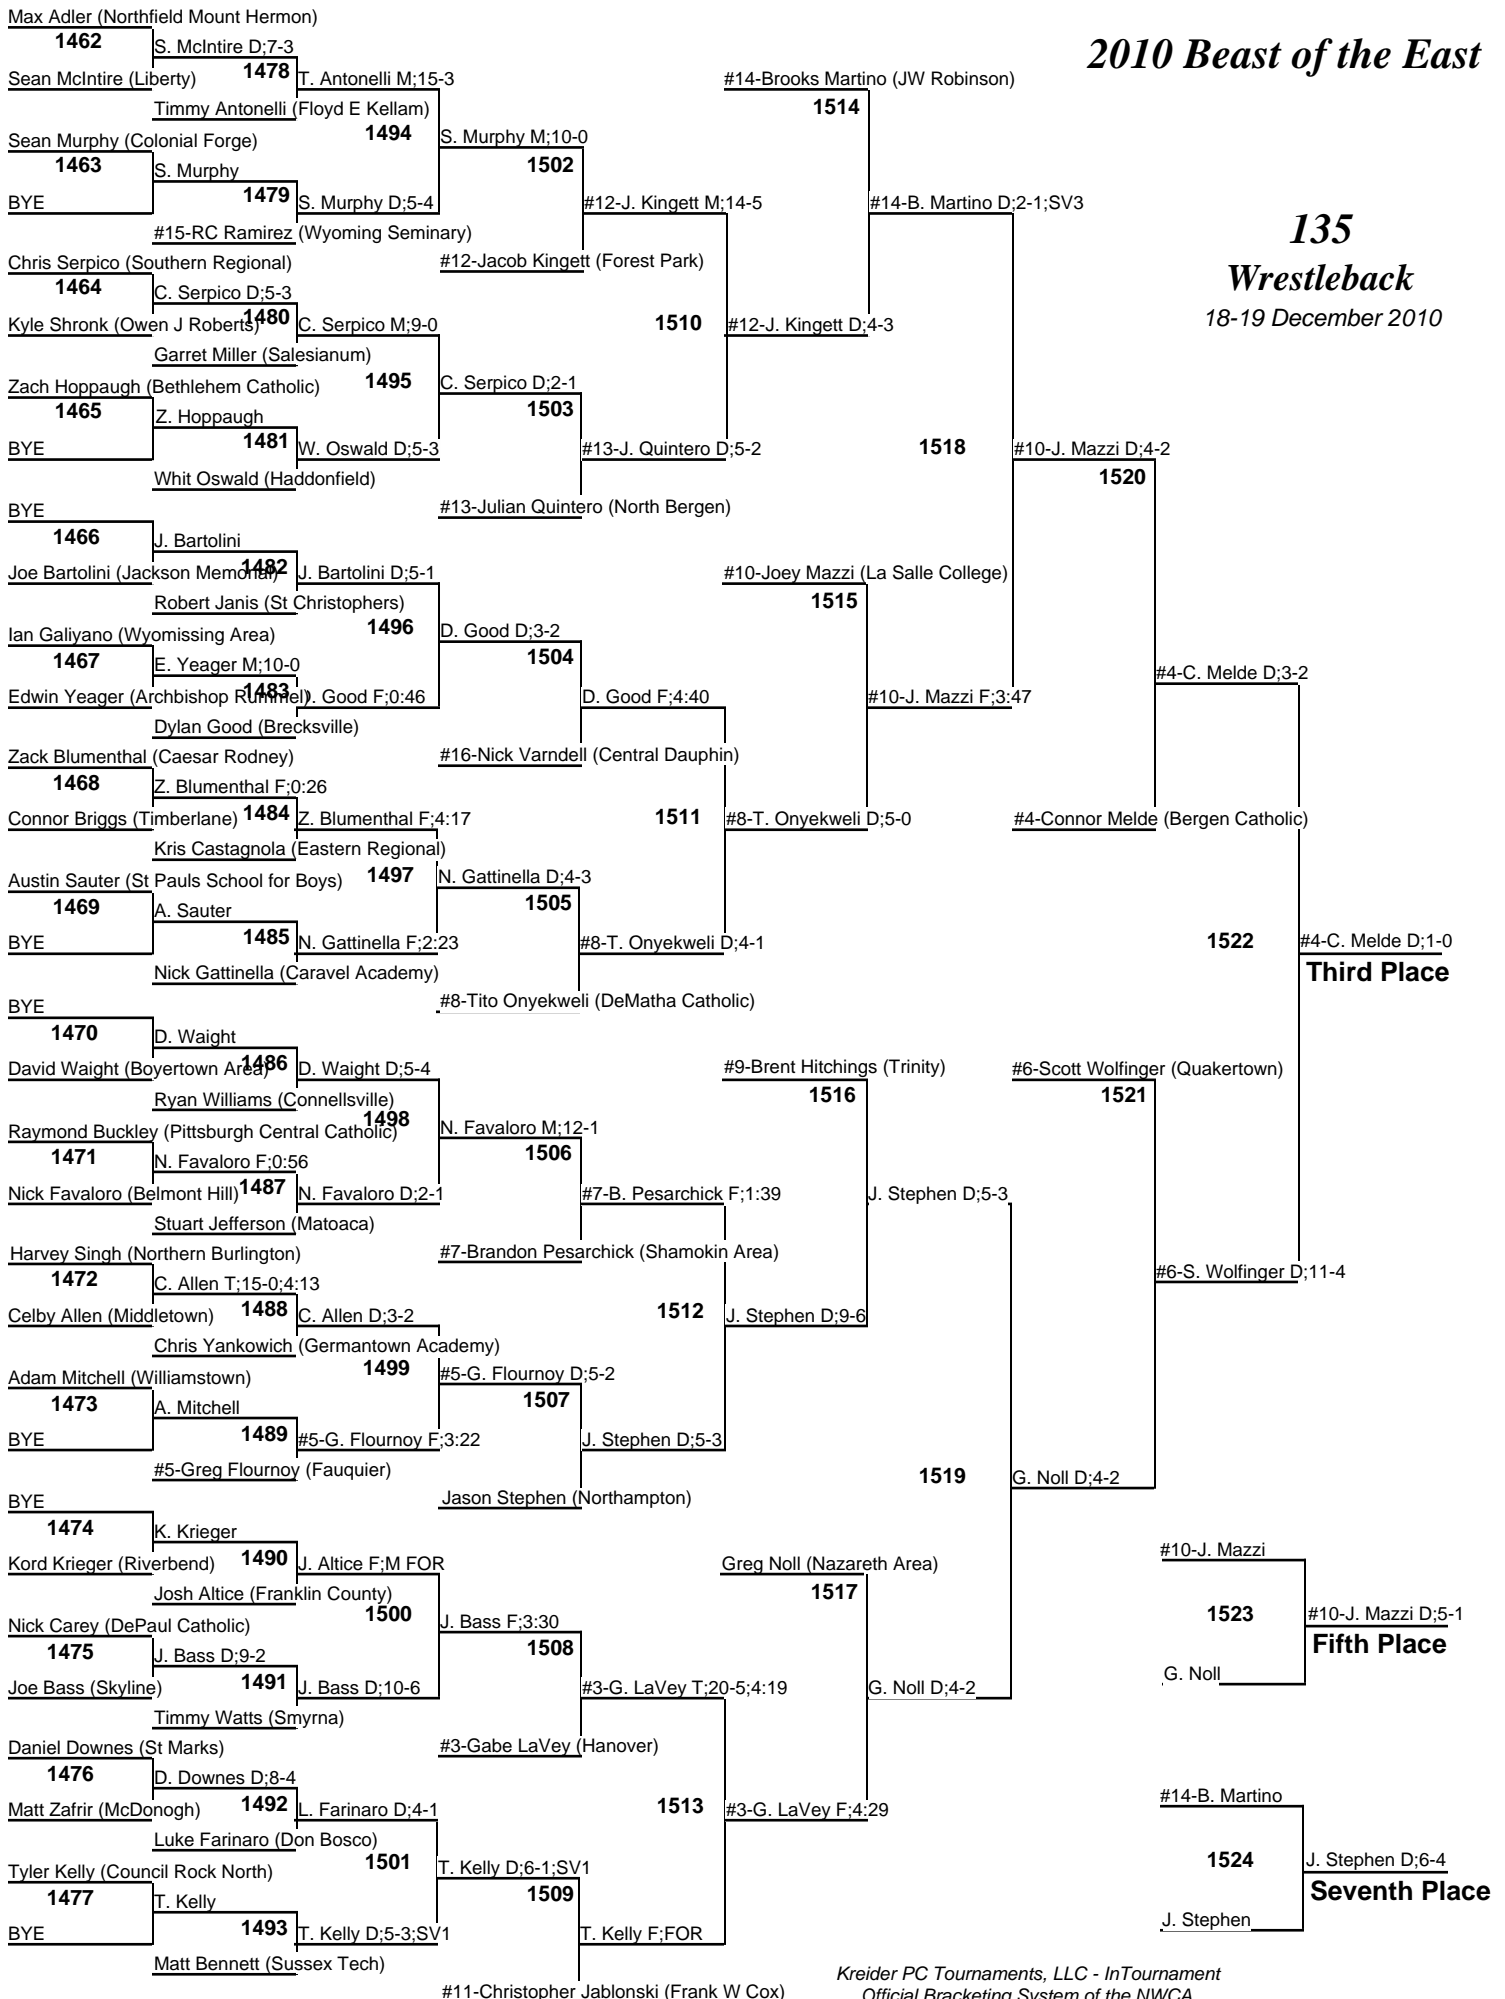 Max Adler (Northfield Mount Hermon)
1462
S. McIntire D;7-3
Sean McIntire (Liberty)
1478
T. Antonelli M;15-3
Timmy Antonelli (Floyd E Kellam)
1494
Sean Murphy (Colonial Forge)
1463
S. Murphy
BYE
1479
S. Murphy D;5-4
#15-RC Ramirez (Wyoming Seminary)
S. Murphy M;10-0
1502
#12-J. Kingett M;14-5
#12-Jacob Kingett (Forest Park)
Chris Serpico (Southern Regional)
1464
C. Serpico D;5-3
Kyle Shronk (Owen J Roberts)
1480
C. Serpico M;9-0
Garret Miller (Salesianum)
1495
Zach Hoppaugh (Bethlehem Catholic)
1465
Z. Hoppaugh
BYE
1481
W. Oswald D;5-3
Whit Oswald (Haddonfield)
C. Serpico D;2-1
1503
#13-J. Quintero D;5-2
#13-Julian Quintero (North Bergen)
1510
#12-J. Kingett D;4-3
#14-Brooks Martino (JW Robinson)
1514
#14-B. Martino D;2-1;SV3
2010 Beast of the East
135
Wrestleback
18-19 December 2010
BYE
1466
J. Bartolini
Joe Bartolini (Jackson Memorial)
1482
J. Bartolini D;5-1
Robert Janis (St Christophers)
1496
Ian Galiyano (Wyomissing Area)
1467
E. Yeager M;10-0
Edwin Yeager (Archbishop Rummel)
1483
D. Good F;0:46
Dylan Good (Brecksville)
D. Good D;3-2
1504
D. Good F;4:40
#16-Nick Varndell (Central Dauphin)
Zack Blumenthal (Caesar Rodney)
1468
Z. Blumenthal F;0:26
Connor Briggs (Timberlane)
1484
Z. Blumenthal F;4:17
Kris Castagnola (Eastern Regional)
1497
Austin Sauter (St Pauls School for Boys)
1469
A. Sauter
BYE
1485
N. Gattinella F;2:23
Nick Gattinella (Caravel Academy)
N. Gattinella D;4-3
1505
#8-T. Onyekweli D;4-1
#8-Tito Onyekweli (DeMatha Catholic)
1511
#8-T. Onyekweli D;5-0
#10-Joey Mazzi (La Salle College)
1515
#10-J. Mazzi F;3:47
1518
#10-J. Mazzi D;4-2
1520
#4-C. Melde D;3-2
#4-Connor Melde (Bergen Catholic)
1522
#4-C. Melde D;1-0
Third Place
BYE
1470
D. Waight
David Waight (Boyertown Area)
1486
D. Waight D;5-4
Ryan Williams (Connellsville)
1498
Raymond Buckley (Pittsburgh Central Catholic)
1471
N. Favaloro F;0:56
Nick Favaloro (Belmont Hill)
1487
N. Favaloro D;2-1
Stuart Jefferson (Matoaca)
N. Favaloro M;12-1
1506
#7-B. Pesarchick F;1:39
#7-Brandon Pesarchick (Shamokin Area)
Harvey Singh (Northern Burlington)
1472
C. Allen T;15-0;4:13
Celby Allen (Middletown)
1488
C. Allen D;3-2
Chris Yankowich (Germantown Academy)
1499
Adam Mitchell (Williamstown)
1473
A. Mitchell
BYE
1489
#5-G. Flournoy F;3:22
#5-Greg Flournoy (Fauquier)
#5-G. Flournoy D;5-2
1507
J. Stephen D;5-3
Jason Stephen (Northampton)
1512
J. Stephen D;9-6
#9-Brent Hitchings (Trinity)
1516
J. Stephen D;5-3
#6-Scott Wolfinger (Quakertown)
1521
#6-S. Wolfinger D;11-4
BYE
1474
K. Krieger
Kord Krieger (Riverbend)
1490
J. Altice F;M FOR
Josh Altice (Franklin County)
1500
Nick Carey (DePaul Catholic)
1475
J. Bass D;9-2
Joe Bass (Skyline)
1491
J. Bass D;10-6
Timmy Watts (Smyrna)
J. Bass F;3:30
1508
#3-G. LaVey T;20-5;4:19
#3-Gabe LaVey (Hanover)
Daniel Downes (St Marks)
1476
D. Downes D;8-4
Matt Zafrir (McDonogh)
1492
L. Farinaro D;4-1
Luke Farinaro (Don Bosco)
1501
Tyler Kelly (Council Rock North)
1477
T. Kelly
BYE
1493
T. Kelly D;5-3;SV1
Matt Bennett (Sussex Tech)
T. Kelly D;6-1;SV1
1509
T. Kelly F;FOR
#11-Christopher Jablonski (Frank W Cox)
1513
#3-G. LaVey F;4:29
Greg Noll (Nazareth Area)
1517
G. Noll D;4-2
1519
G. Noll D;4-2
#10-J. Mazzi
1523
#10-J. Mazzi D;5-1
Fifth Place
G. Noll
#14-B. Martino
1524
J. Stephen D;6-4
Seventh Place
J. Stephen
Kreider PC Tournaments, LLC - InTournament
Official Bracketing System of the NWCA